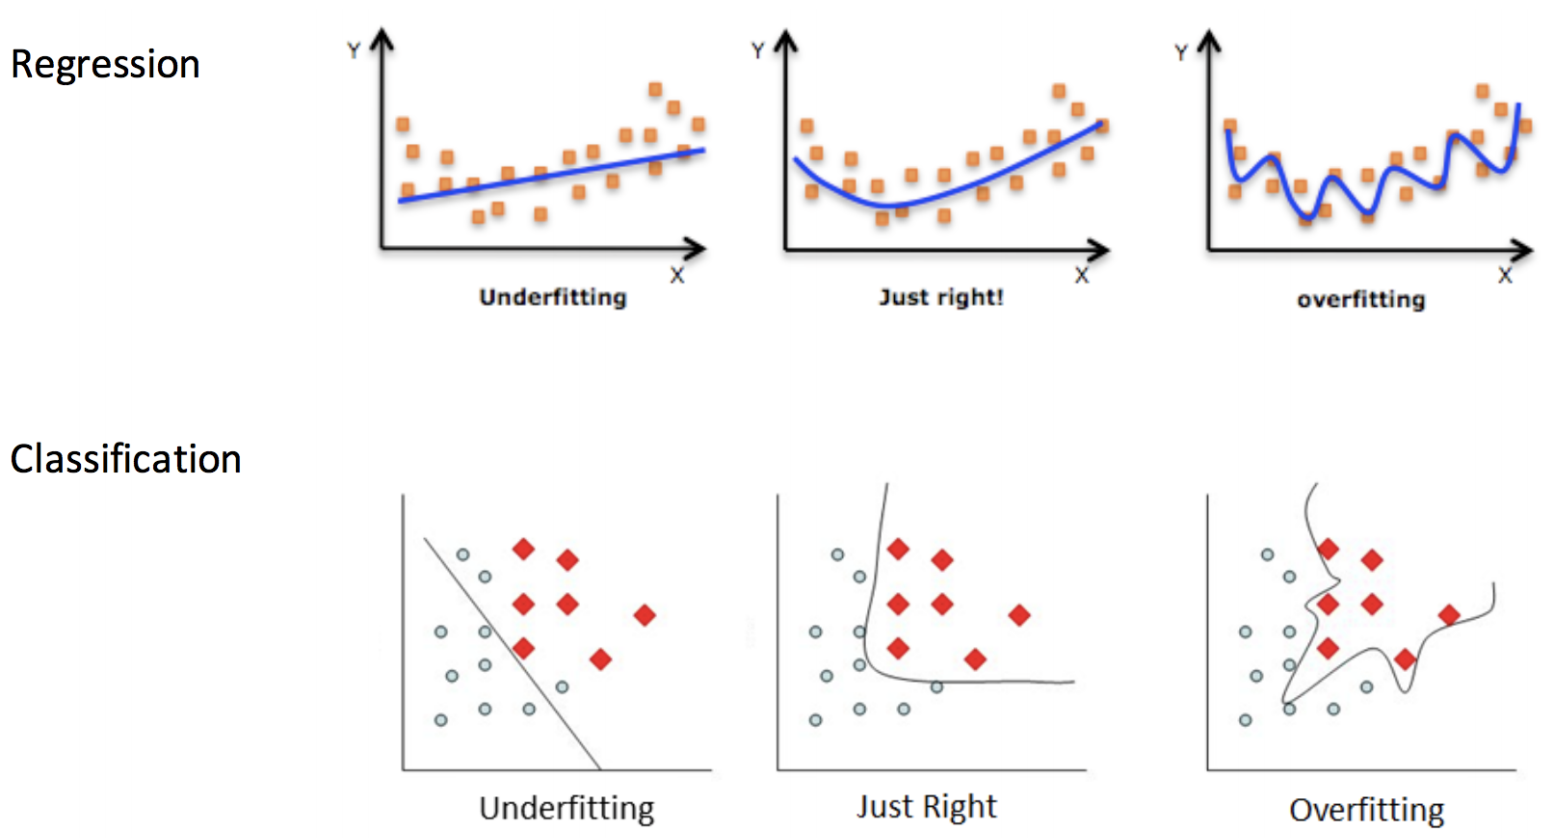 Regression
Y
X
Underfitting
Y
X
Just right!
Y
X
overfitting
Classification
Underfitting
Just Right
Overfitting